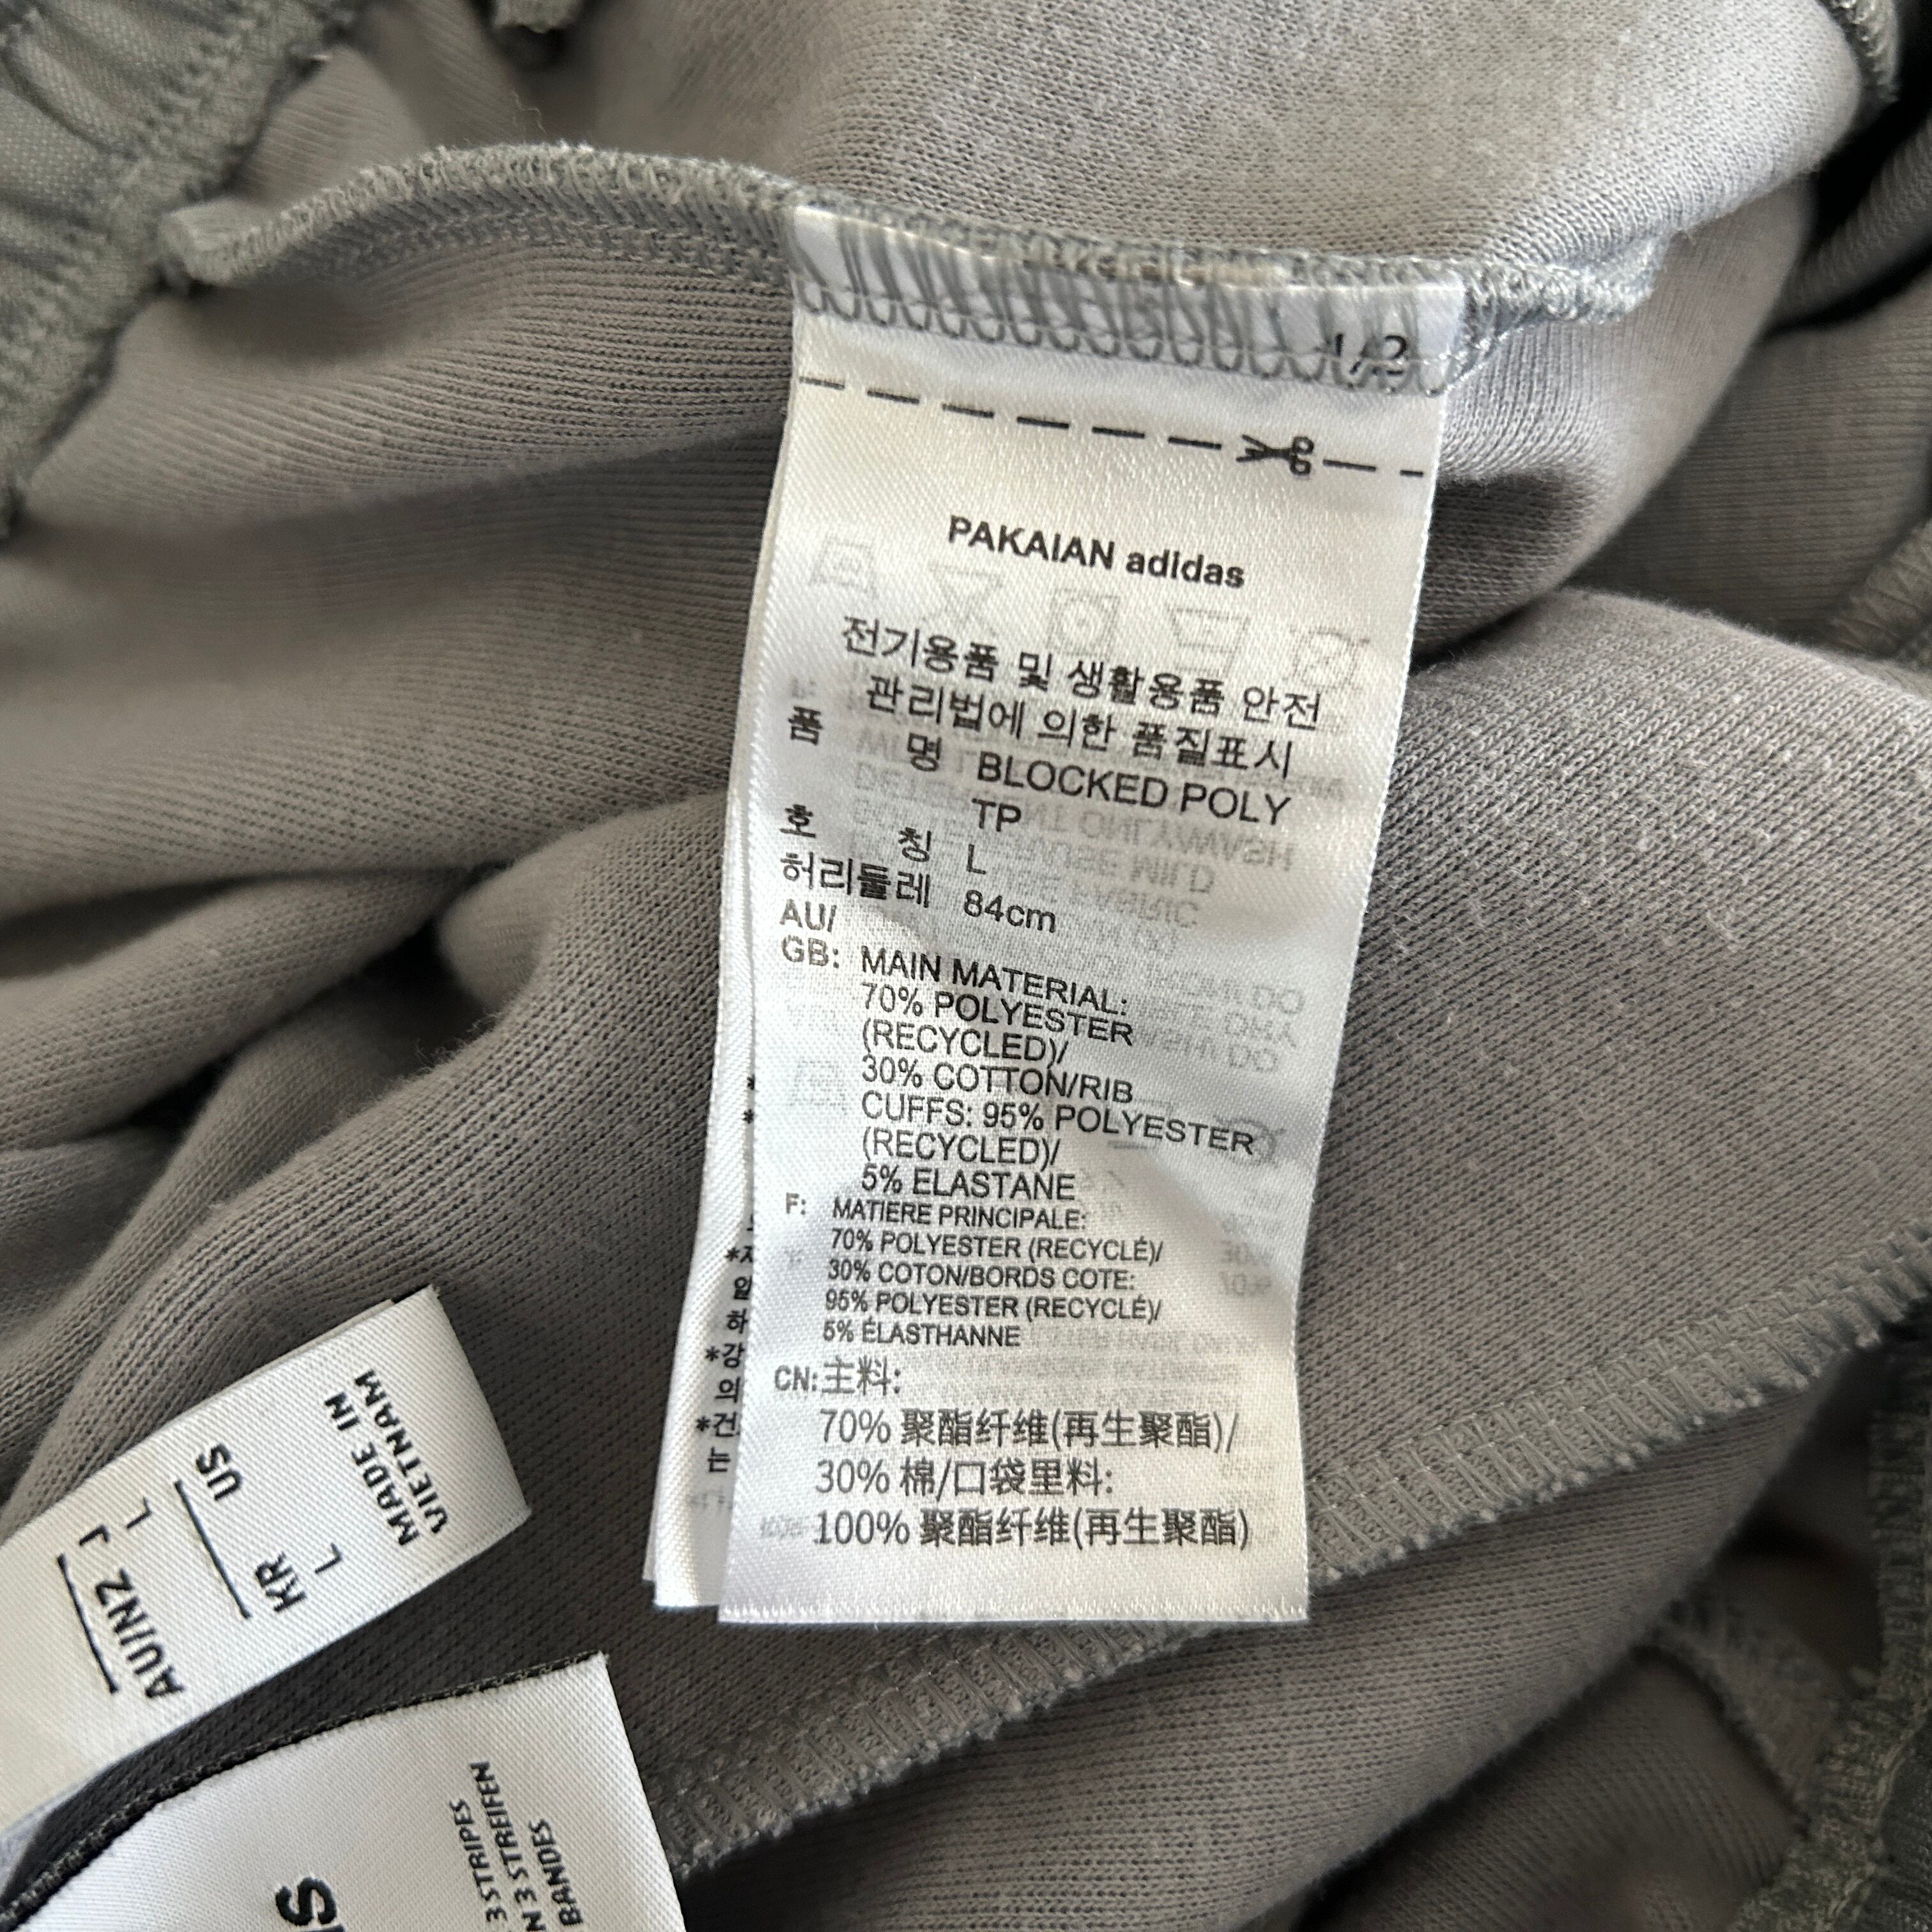 1/2
PAKAIAN adidas
전기용품 및 생활용품 안전
관리법에 의한 품질표시
품 명 BLOCKED POLY
TP
호 칭 L
허리둘레 84cm
AU/
GB: MAIN MATERIAL:
70% POLYESTER
(RECYCLED)/
30% COTTON/RIB
CUFFS: 95% POLYESTER
(RECYCLED)/
5% ELASTANE
F: MATIERE PRINCIPALE:
70% POLYESTER (RECYCLÉ)/
30% COTON/BORDS COTE:
95% POLYESTER (RECYCLÉ)/
5% ÉLASTHANNE
CN:主料:
70% 聚酯纤维(再生聚酯)/
30% 棉/口袋里料:
100% 聚酯纤维(再生聚酯)
US
L
AU/NZ
L
KR
L
MADE IN
VIETNAM
3 STRIPES
3 STREIFEN
BANDES